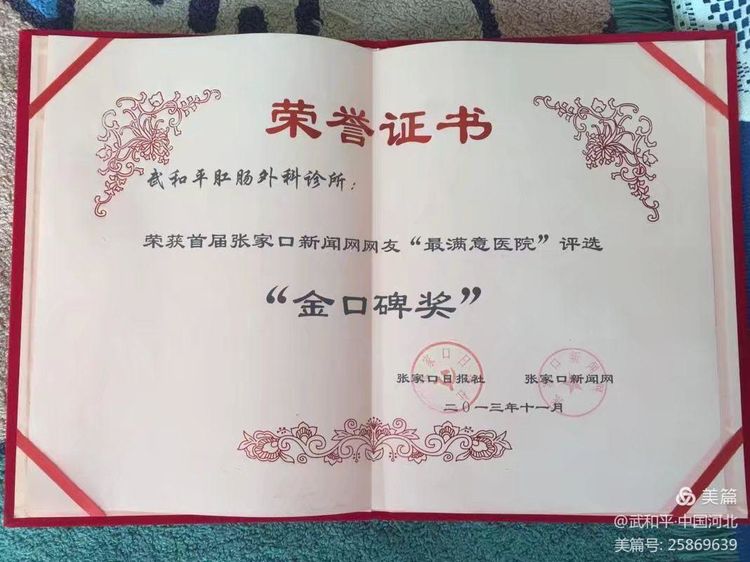 荣誉证书
武和平肛肠外科诊所：
荣获首届张家口新闻网网友“最满意医院”评选
“金口碑奖”
张家口日报社 张家口新闻网
二〇一三年十一月
美篇
@武和平·中国河北
美篇号: 25869639